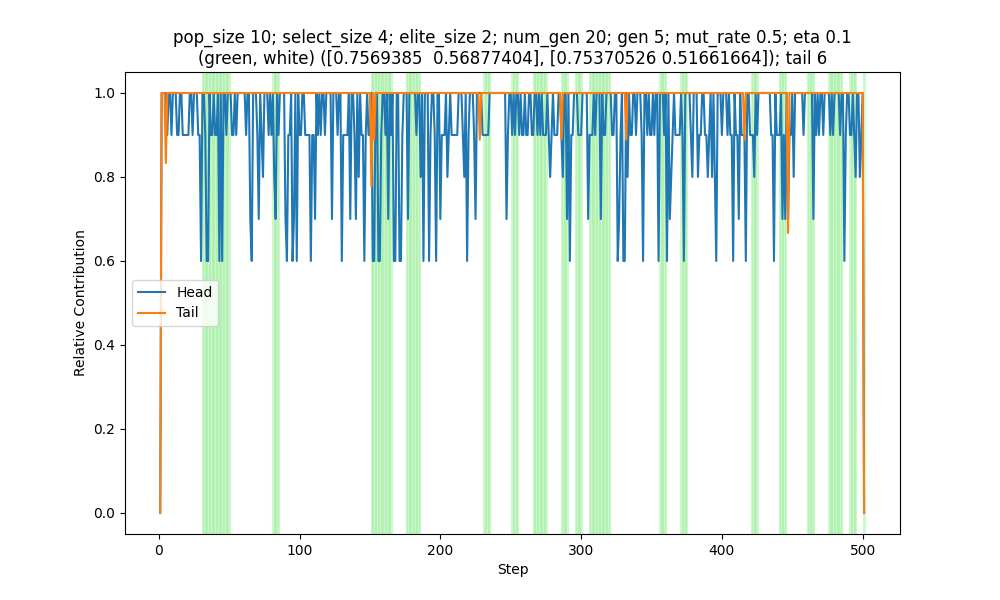 pop_size 10; select_size 4; elite_size 2; num_gen 20; gen 5; mut_rate 0.5; eta 0.1
(green, white) ([0.7569385  0.56877404], [0.75370526 0.51661664]); tail 6
1.0
0.8
0.6
0.4
0.2
0.0
Relative Contribution
Head
Tail
0
100
200
300
400
500
Step